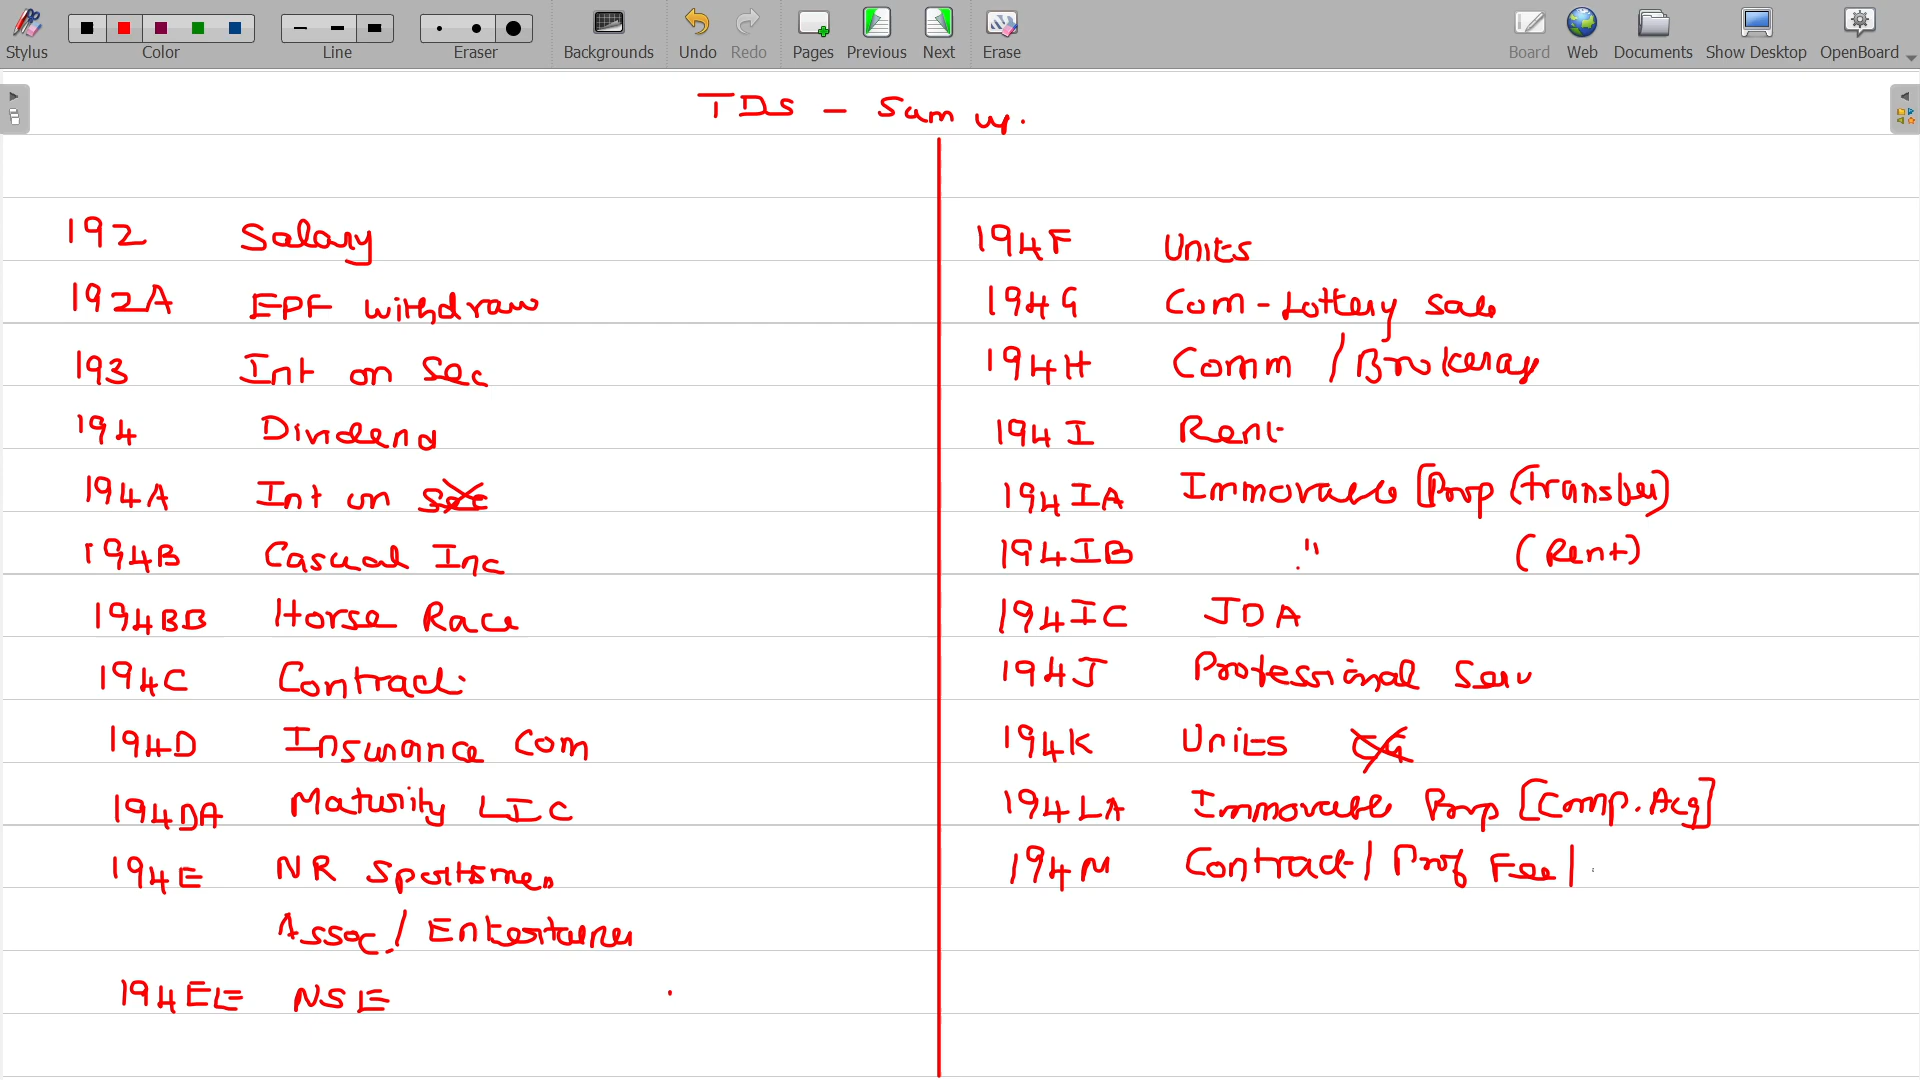 Stylus Color Line Eraser Backgrounds Undo Redo Pages Previous Next Erase Board Web Documents Show Desktop OpenBoard
TDS - Sum up.
192 Salary
192A EPF withdraw
193 Int on Sec
194 Dividend
194A Int on Sec
194B Casual Inc
194BB Horse Race
194C Contract
194D Insurance Com
194DA Maturity LIC
194E NR Sportsmen
Assoc./ Entertainer
194EE NSE
194F Units
194G Com-Lottery Sale
194H Comm / Brokerag
194I Rent
194IA Immovable [Prop (transfer)
194IB " (Rent)
194IC JDA
194J Professional Serv
194K Units CG
194LA Immovable Prop [Comp. Acq]
194M Contract / Prof Fee /